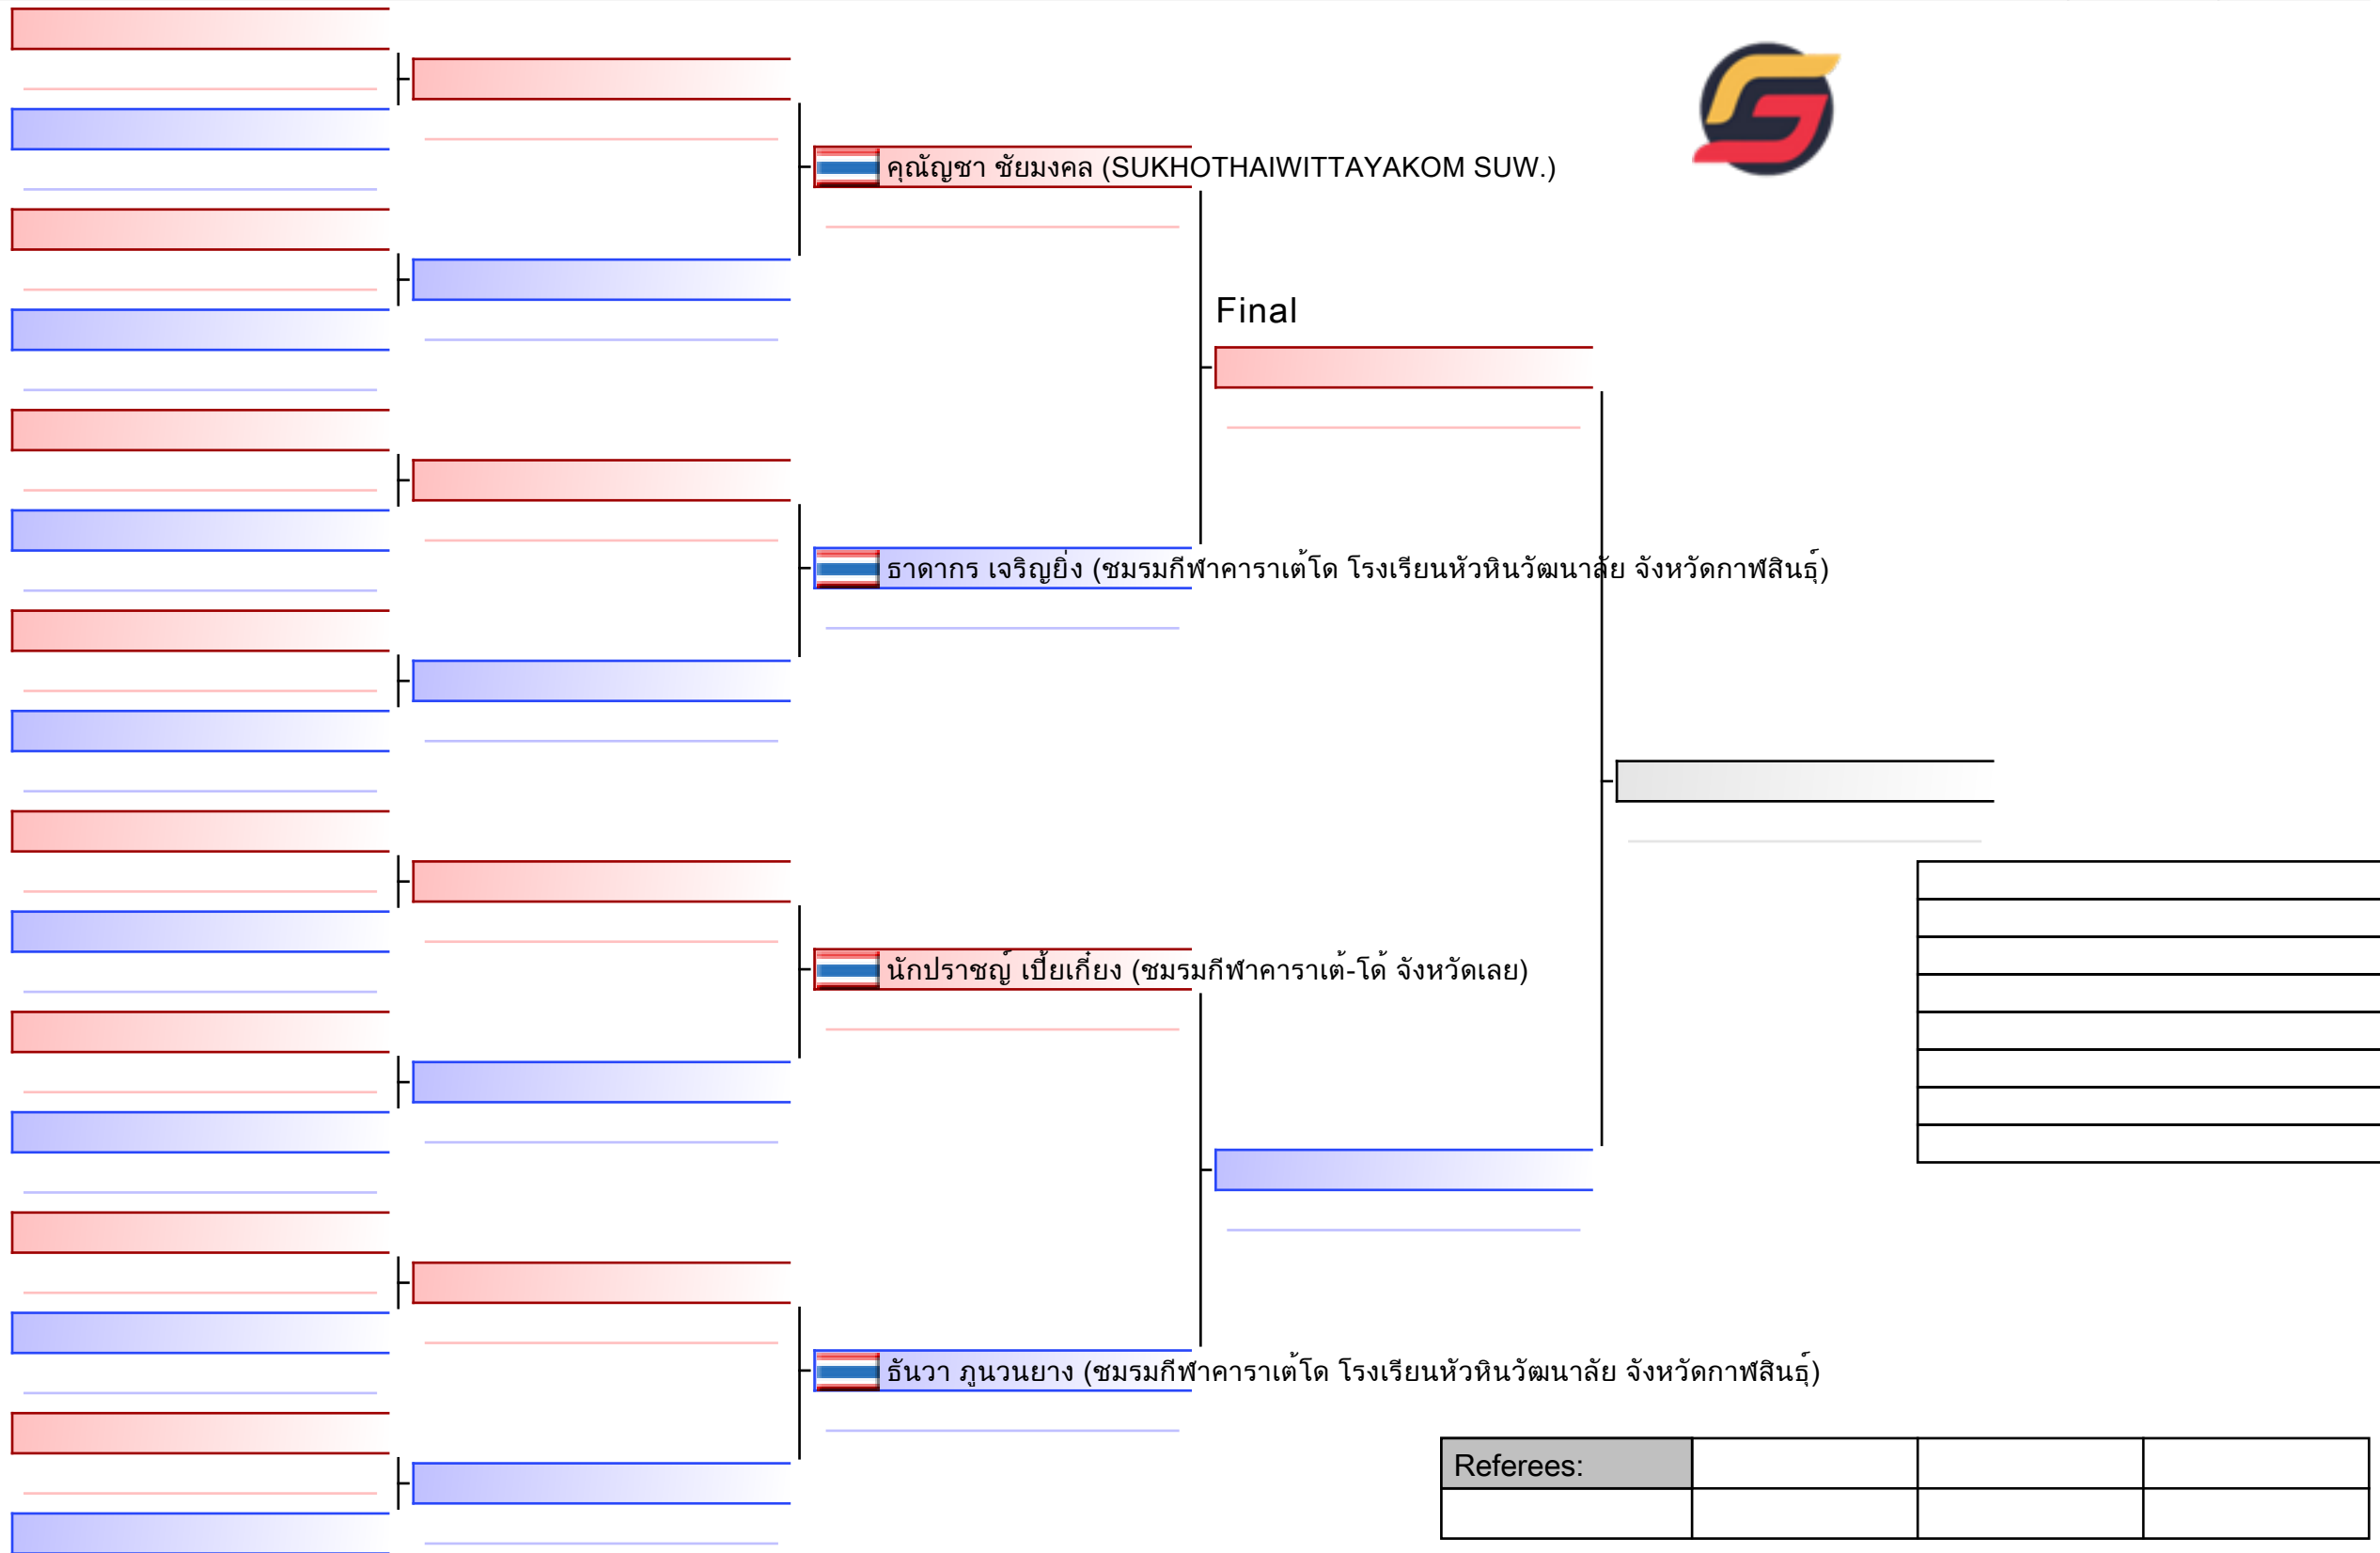 คุณัญชา ชัยมงคล (SUKHOTHAIWITTAYAKOM SUW.)
Final
ธาดากร เจริญยิ่ง (ชมรมกีฬาคาราเต้โด โรงเรียนหัวหินวัฒนาลัย จังหวัดกาฬสินธุ์)
นักปราชญ์ เปี้ยเกี๋ยง (ชมรมกีฬาคาราเต้-โด้ จังหวัดเลย)
ธันวา ภูนวนยาง (ชมรมกีฬาคาราเต้โด โรงเรียนหัวหินวัฒนาลัย จังหวัดกาฬสินธุ์)
Referees: